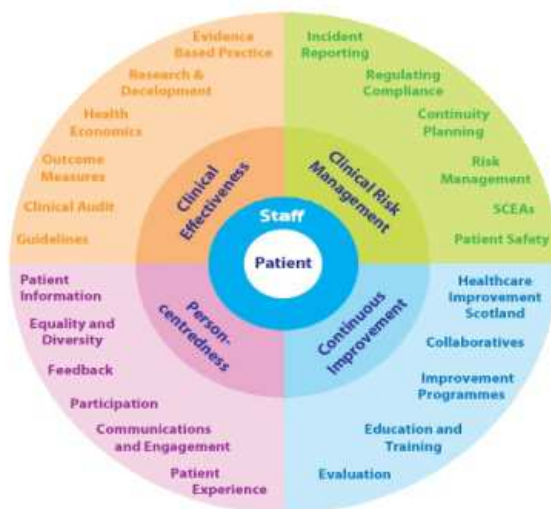 Evidence
Based Practice
Research &
Decelopment
Health
Economics
Outcome
Measures
Clinical Audit
Guidelines
Incident
Reporting
Regulating
Compliance
Continuity
Planning
Risk
Management
SCEAs
Patient Safety
Clinical
Effectiveness
Clinical Risk
Management
Staff
Patient
Person-
centredness
Continuous
Improvement
Patient
Information
Equality and
Diversity
Feedback
Participation
Communications
and Engagement
Patient
Experience
Healthcare
Improvement
Scotland
Collaboratives
Improvement
Programmes
Education and
Training
Evaluation